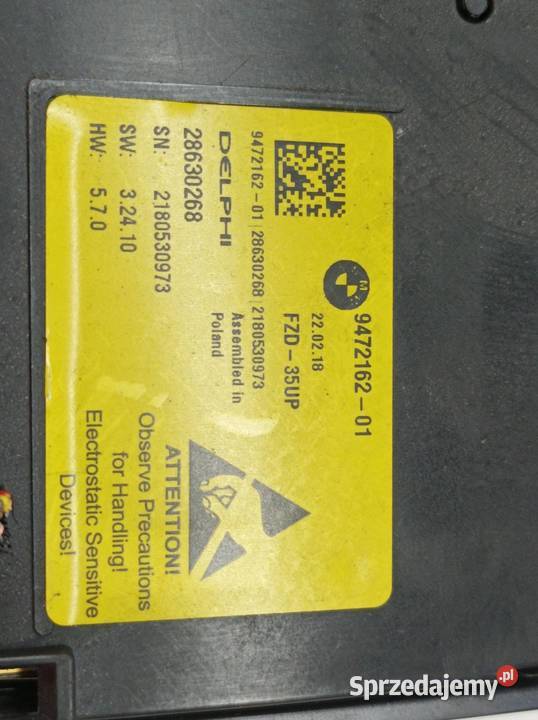 9472162-01
22.02.18
FZD-35UP
9472162-01 28630268 2180530973
DELPHI
28630268
Assembled in
Poland
SN: 2180530973
SW: 3.24.10
HW: 5.7.0
ATTENTION!
Observe Precautions
for Handling!
Electrostatic Sensitive
Devices!
Sprzedajemy.pl